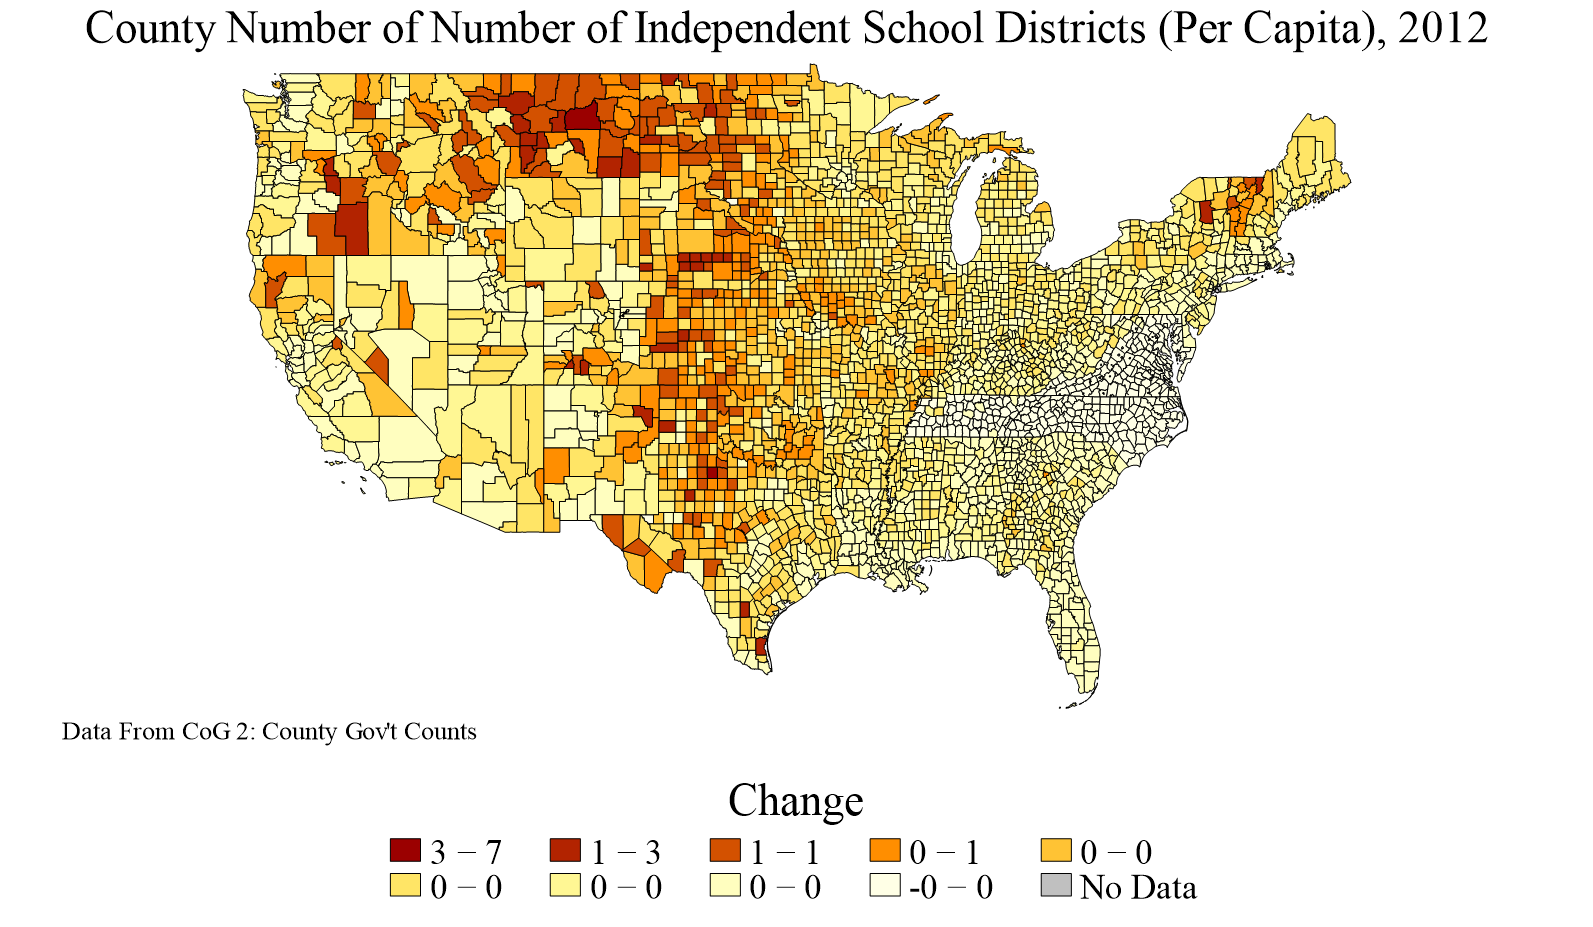 County Number of Number of Independent School Districts (Per Capita), 2012
Data From CoG 2: County Gov't Counts
Change
3 − 7 1 − 3 1 − 1 0 − 1 0 − 0
0 − 0 0 − 0 0 − 0 -0 − 0 No Data